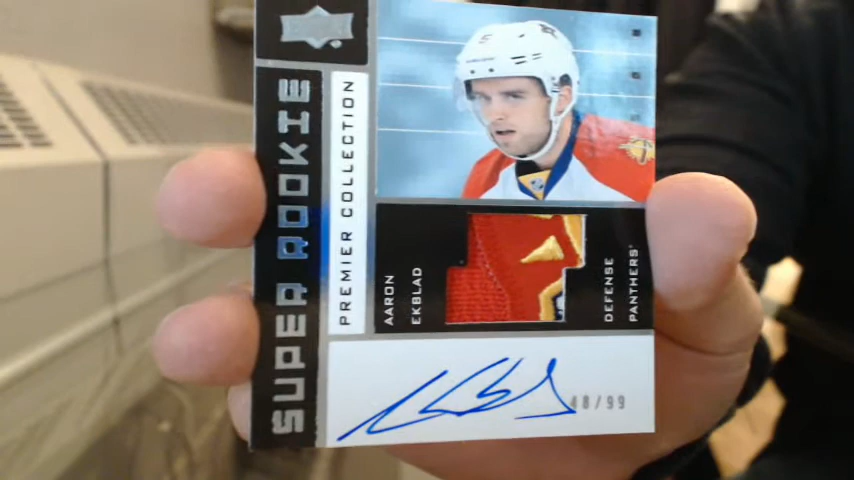 SUPER ROOKIE
PREMIER COLLECTION
AARON
EKBLAD
DEFENSE
PANTHERS'
48/99